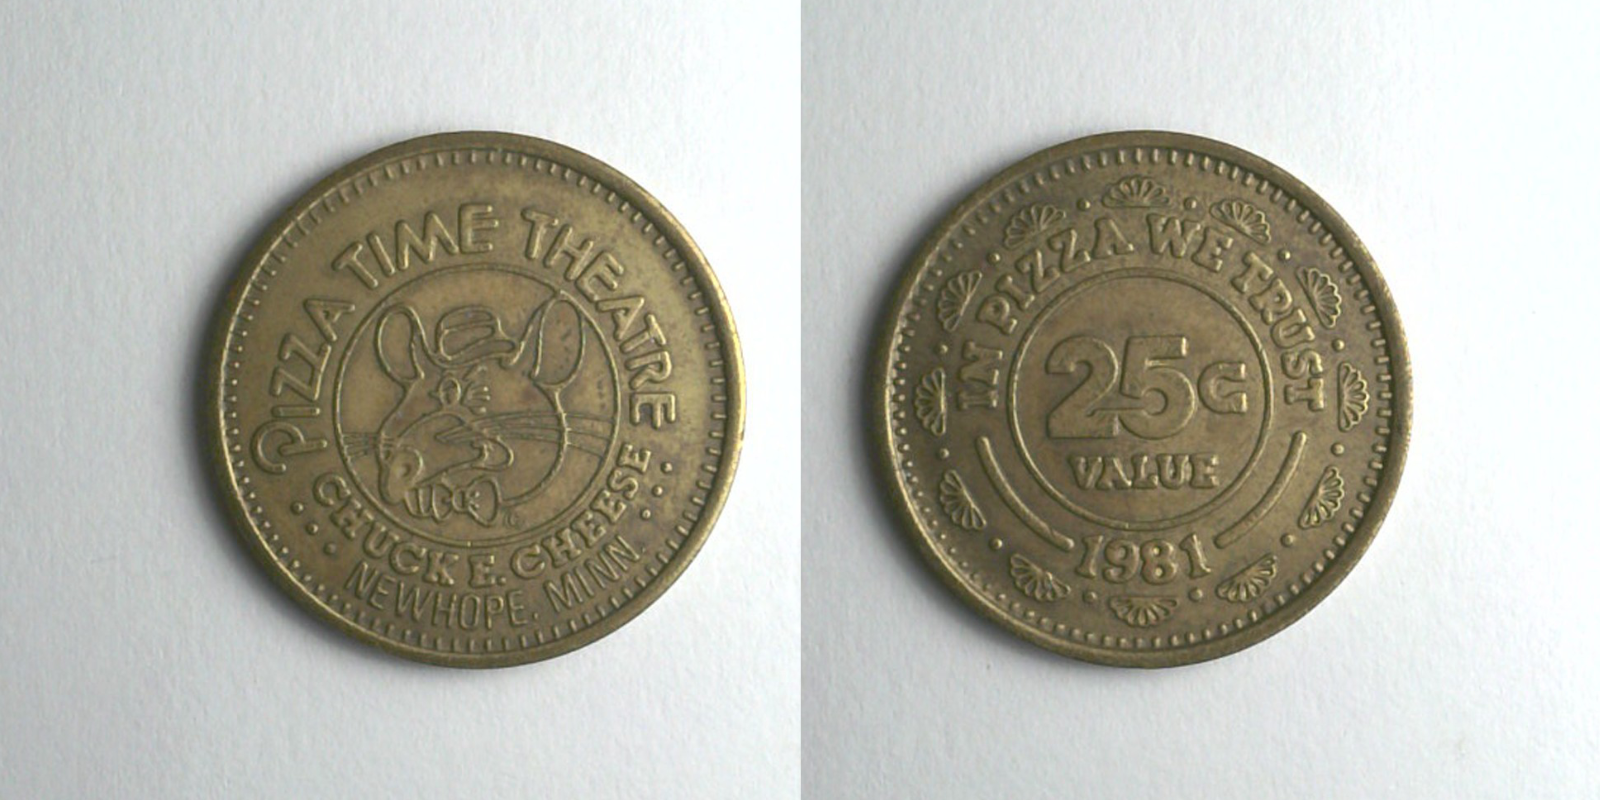 PIZZA TIME THEATRE
CHUCK E. CHEESE
NEWHOPE, MINN.
IN PIZZA WE TRUST
25¢
VALUE
1981